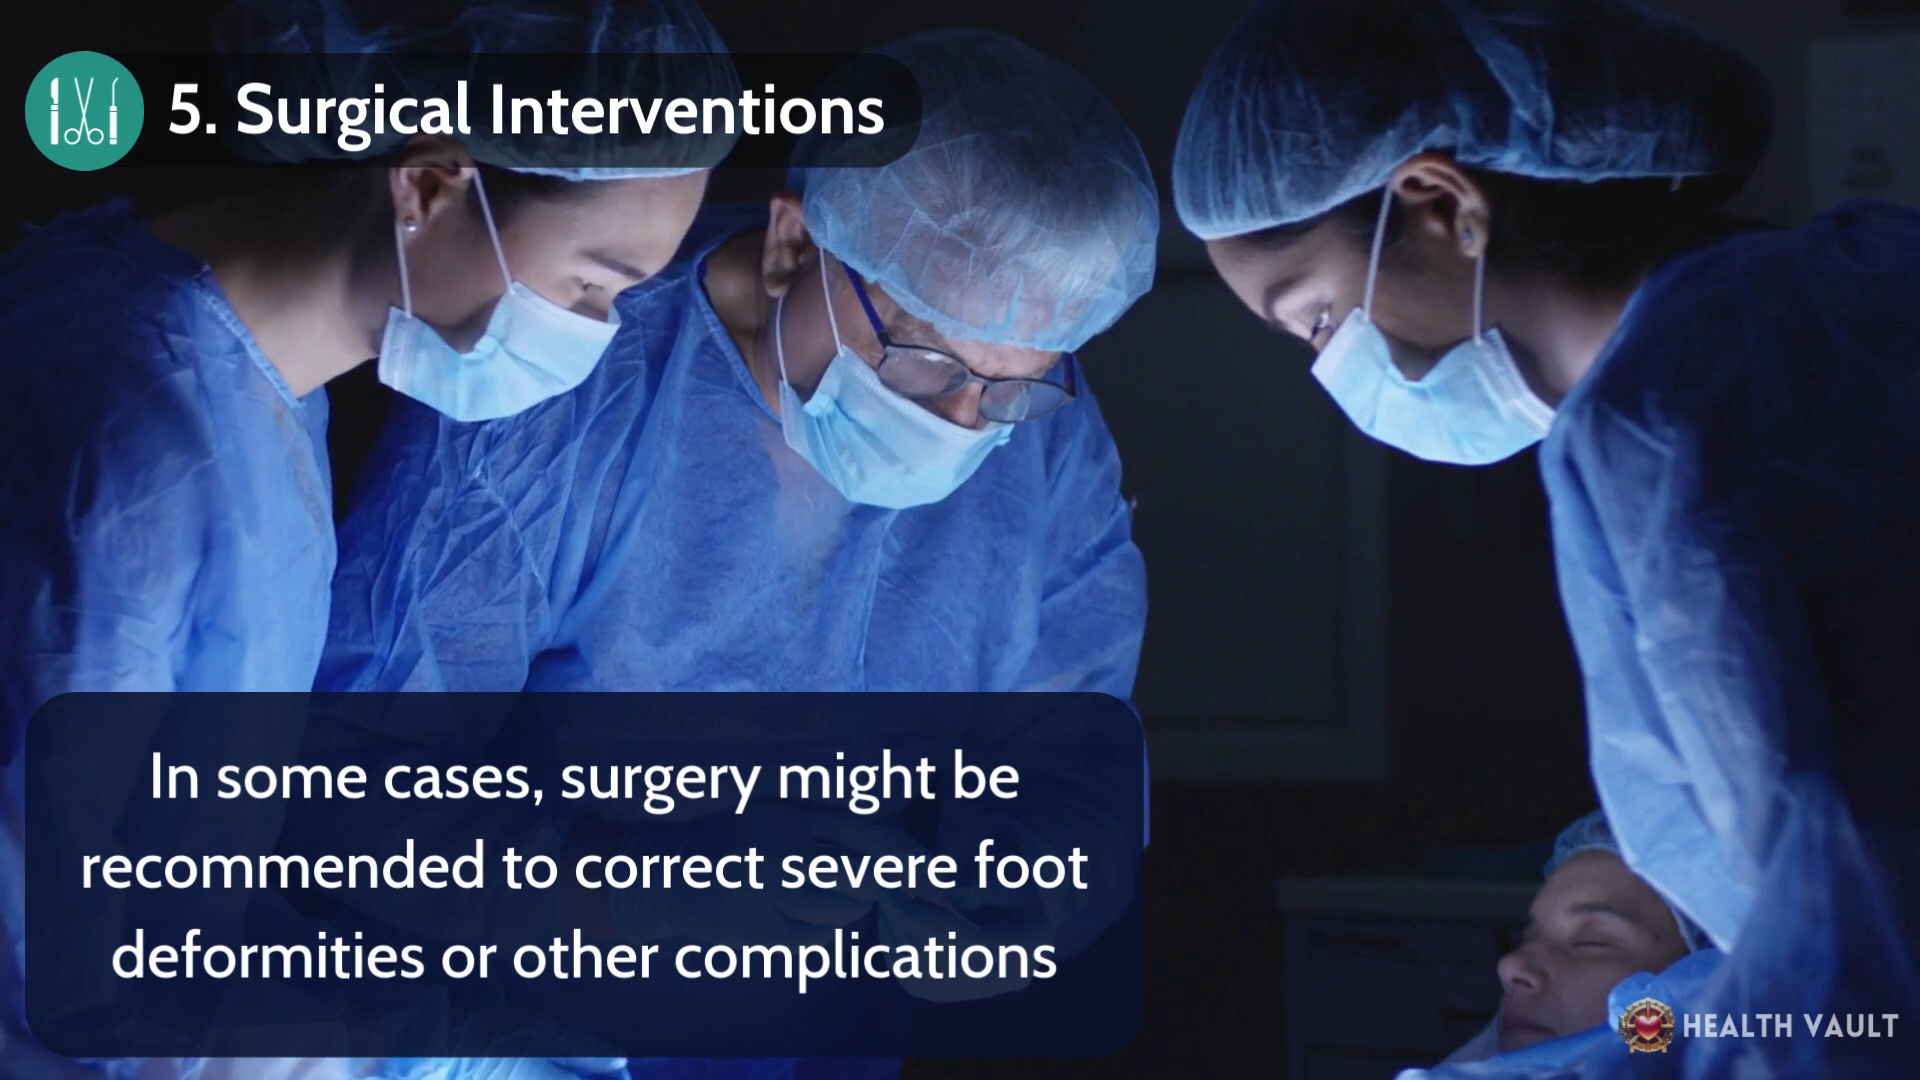 5. Surgical Interventions
In some cases, surgery might be
recommended to correct severe foot
deformities or other complications
HEALTH VAULT